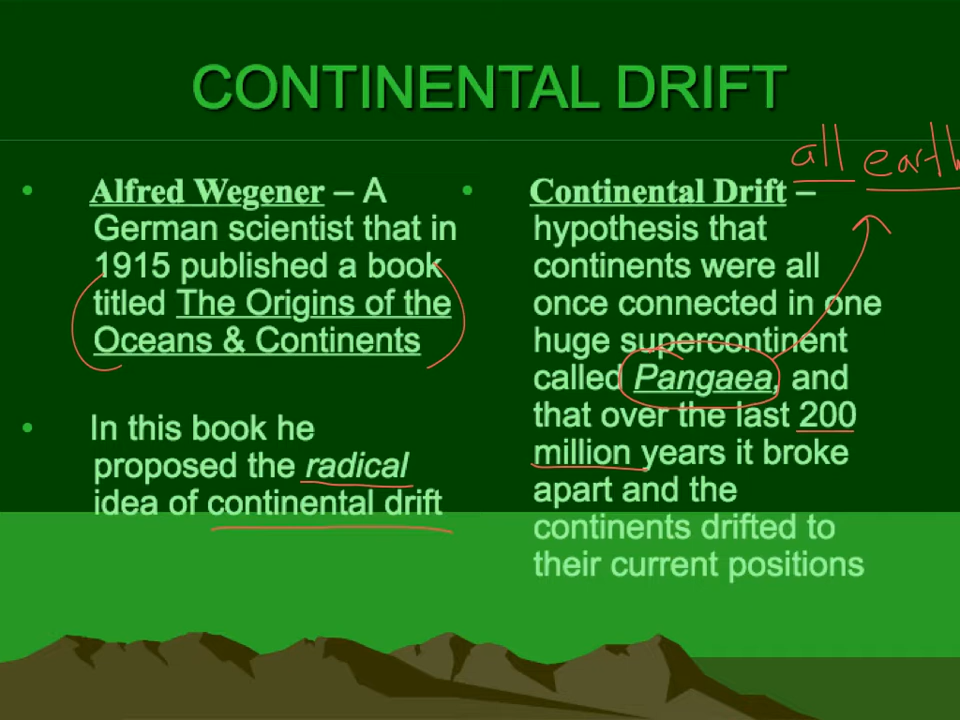 CONTINENTAL DRIFT
• Alfred Wegener – A
German scientist that in
1915 published a book
titled The Origins of the
Oceans & Continents
• In this book he
proposed the radical
idea of continental drift
all earth
• Continental Drift –
hypothesis that
continents were all
once connected in one
huge supercontinent
called Pangaea, and
that over the last 200
million years it broke
apart and the
continents drifted to
their current positions